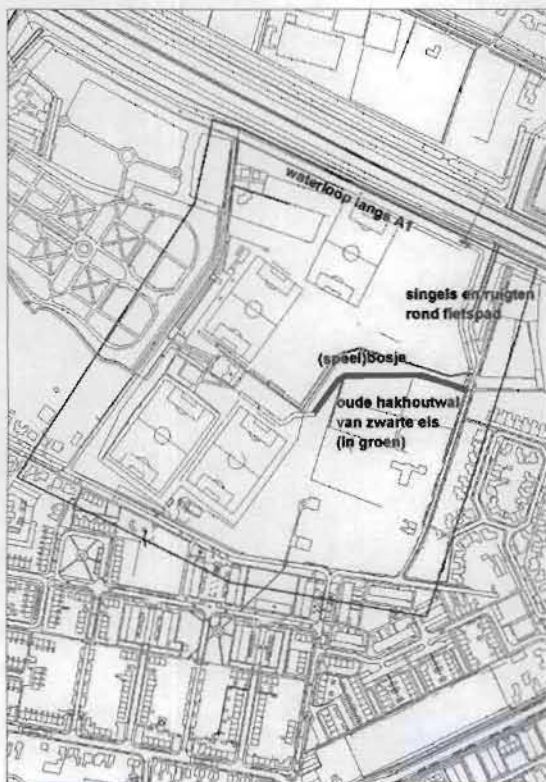 waterloop langs A1
singels en ruigten
rond fietspad
(speel)bosje
oude hakhoutwal
van zwarte els
(in groen)